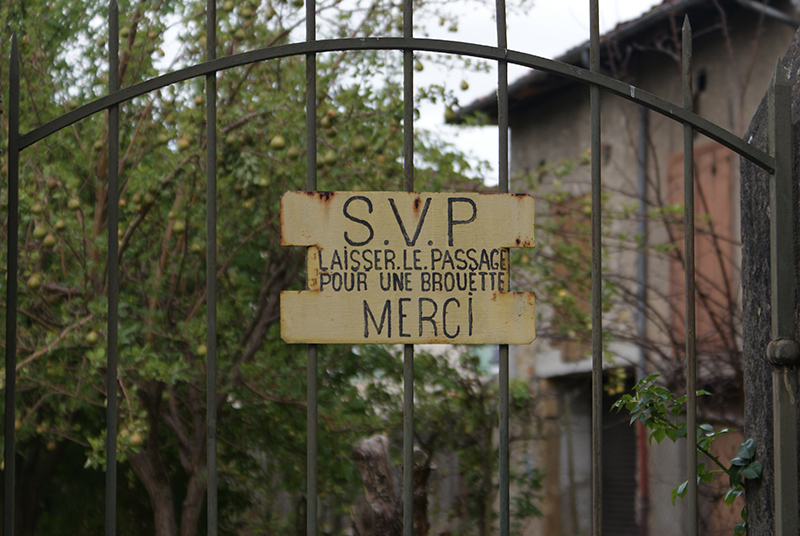 S.V.P
LAISSER.LE.PASSAGE
POUR UNE BROUETTE
MERCi